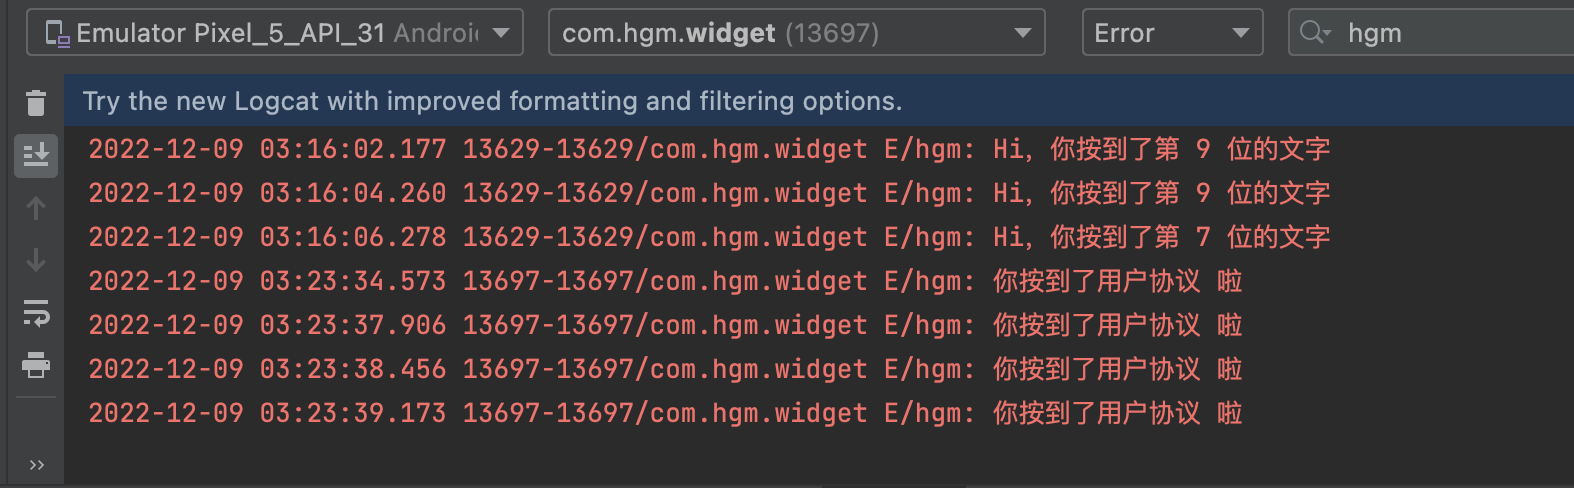 Emulator Pixel_5_API_31 Androi
com.hgm.widget (13697)
Error
hgm
Try the new Logcat with improved formatting and filtering options.
2022-12-09 03:16:02.177 13629-13629/com.hgm.widget E/hgm: Hi, 你按到了第 9 位的文字
2022-12-09 03:16:04.260 13629-13629/com.hgm.widget E/hgm: Hi, 你按到了第 9 位的文字
2022-12-09 03:16:06.278 13629-13629/com.hgm.widget E/hgm: Hi, 你按到了第 7 位的文字
2022-12-09 03:23:34.573 13697-13697/com.hgm.widget E/hgm: 你按到了用户协议 啦
2022-12-09 03:23:37.906 13697-13697/com.hgm.widget E/hgm: 你按到了用户协议 啦
2022-12-09 03:23:38.456 13697-13697/com.hgm.widget E/hgm: 你按到了用户协议 啦
2022-12-09 03:23:39.173 13697-13697/com.hgm.widget E/hgm: 你按到了用户协议 啦